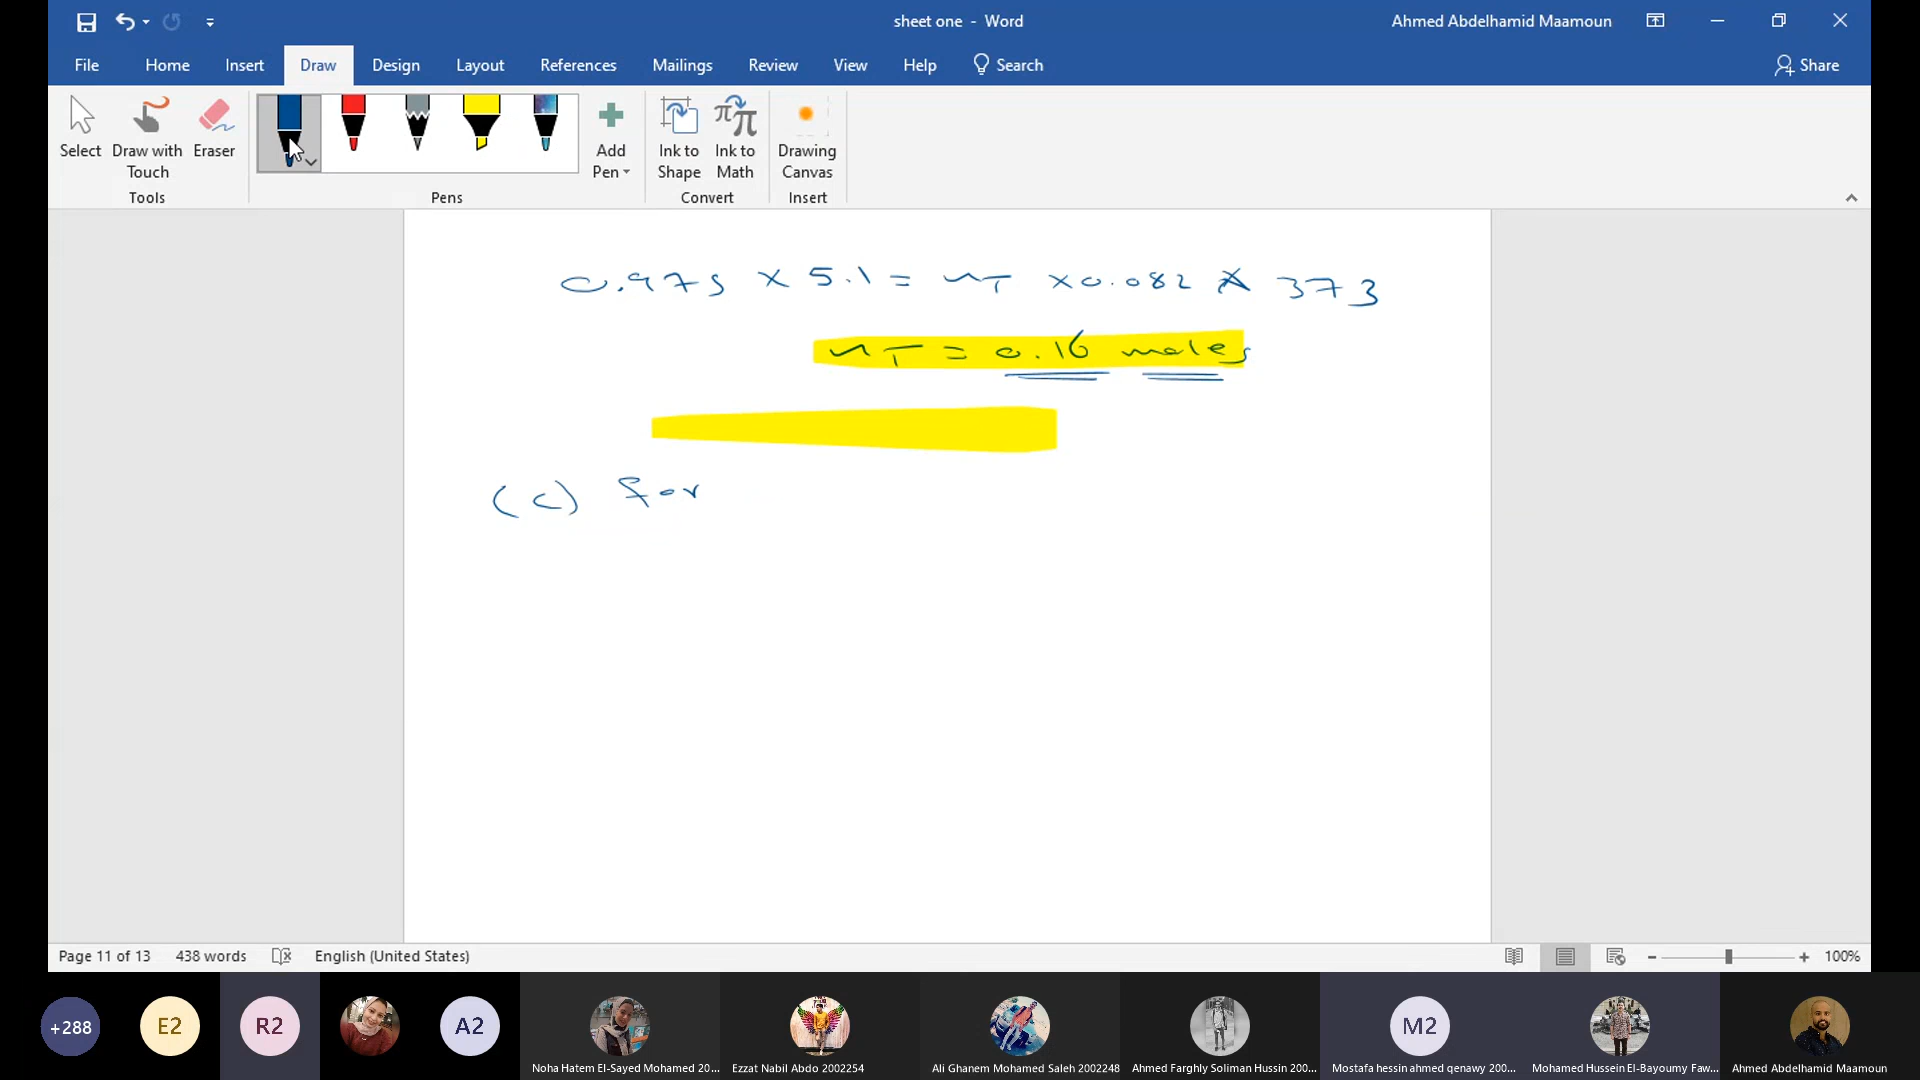 sheet one - Word
Ahmed Abdelhamid Maamoun
File Home Insert Draw Design Layout References Mailings Review View Help Search Share
Select Draw with Touch Eraser Add Pen Ink to Shape Ink to Math Drawing Canvas
Tools Pens Convert Insert
0.973 × 5.1 = nT × 0.082 × 373
nT = 0.16 moles
(c) for
Page 11 of 13 438 words English (United States) 100%
+288 E2 R2 A2 M2
Noha Hatem El-Sayed Mohamed 20... Ezzat Nabil Abdo 2002254 Ali Ghanem Mohamed Saleh 2002248 Ahmed Farghly Soliman Hussin 200... Mostafa hessin ahmed qenawy 200... Mohamed Hussein El-Bayoumy Faw... Ahmed Abdelhamid Maamoun